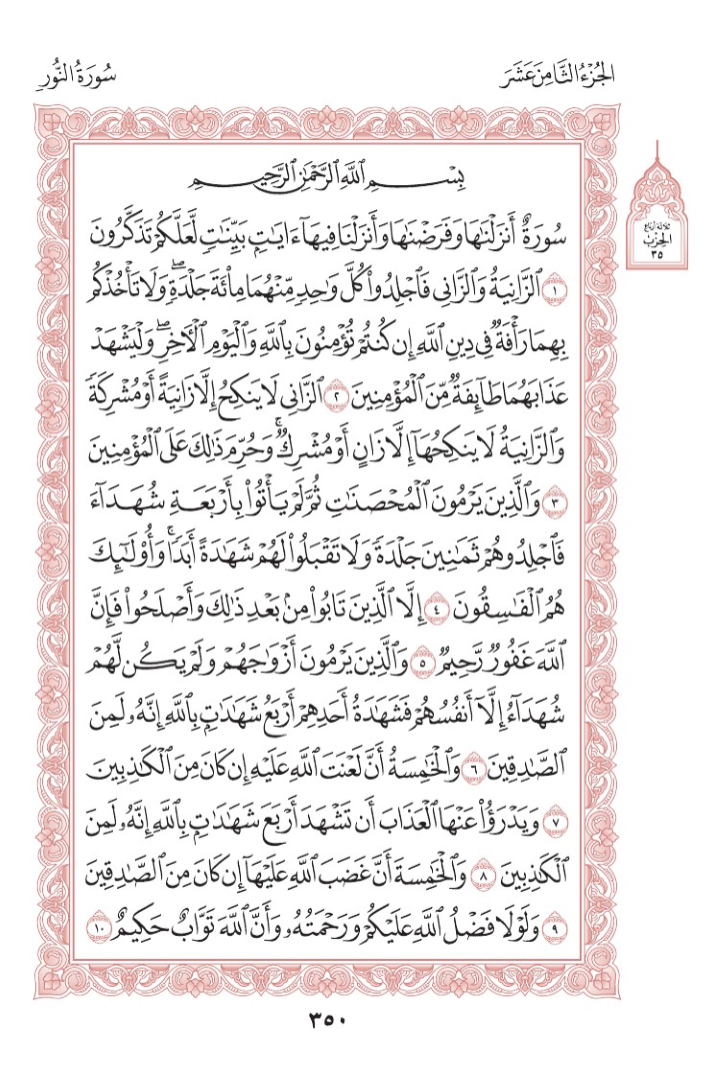 الجُزْءُ الثَّامِنَ عَشَرَ
سُورَةُ النُّورِ
ثلاثة أرباع
الحِزْب
٣٥
بِسْمِ ٱللَّهِ ٱلرَّحْمَٰنِ ٱلرَّحِيمِ
سُورَةٌ أَنزَلْنَٰهَا وَفَرَضْنَٰهَا وَأَنزَلْنَا فِيهَآ ءَايَٰتِۭ بَيِّنَٰتٖ لَّعَلَّكُمْ تَذَكَّرُونَ
١ ٱلزَّانِيَةُ وَٱلزَّانِي فَٱجْلِدُوا۟ كُلَّ وَٰحِدٖ مِّنْهُمَا مِا۟ئَةَ جَلْدَةٖۖ وَلَا تَأْخُذْكُم
بِهِمَا رَأْفَةٞ فِي دِينِ ٱللَّهِ إِن كُنتُمْ تُؤْمِنُونَ بِٱللَّهِ وَٱلْيَوْمِ ٱلْأٓخِرِۖ وَلْيَشْهَدْ
عَذَابَهُمَا طَآئِفَةٞ مِّنَ ٱلْمُؤْمِنِينَ ٢ ٱلزَّانِي لَا يَنكِحُ إِلَّا زَانِيَةً أَوْ مُشْرِكَةٗ
وَٱلزَّانِيَةُ لَا يَنكِحُهَآ إِلَّا زَانٍ أَوْ مُشْرِكٞۚ وَحُرِّمَ ذَٰلِكَ عَلَى ٱلْمُؤْمِنِينَ
٣ وَٱلَّذِينَ يَرْمُونَ ٱلْمُحْصَنَٰتِ ثُمَّ لَمْ يَأْتُوا۟ بِأَرْبَعَةِ شُهَدَآءَ
فَٱجْلِدُوهُمْ ثَمَٰنِينَ جَلْدَةٗ وَلَا تَقْبَلُوا۟ لَهُمْ شَهَٰدَةً أَبَدٗاۚ وَأُو۟لَٰٓئِكَ
هُمُ ٱلْفَٰسِقُونَ ٤ إِلَّا ٱلَّذِينَ تَابُوا۟ مِنۢ بَعْدِ ذَٰلِكَ وَأَصْلَحُوا۟ فَإِنَّ
ٱللَّهَ غَفُورٞ رَّحِيمٞ ٥ وَٱلَّذِينَ يَرْمُونَ أَزْوَٰجَهُمْ وَلَمْ يَكُن لَّهُمْ
شُهَدَآءُ إِلَّآ أَنفُسُهُمْ فَشَهَٰدَةُ أَحَدِهِمْ أَرْبَعُ شَهَٰدَٰتِۭ بِٱللَّهِ إِنَّهُۥ لَمِنَ
ٱلصَّٰدِقِينَ ٦ وَٱلْخَٰمِسَةُ أَنَّ لَعْنَتَ ٱللَّهِ عَلَيْهِ إِن كَانَ مِنَ ٱلْكَٰذِبِينَ
٧ وَيَدْرَؤُا۟ عَنْهَا ٱلْعَذَابَ أَن تَشْهَدَ أَرْبَعَ شَهَٰدَٰتِۭ بِٱللَّهِ إِنَّهُۥ لَمِنَ
ٱلْكَٰذِبِينَ ٨ وَٱلْخَٰمِسَةَ أَنَّ غَضَبَ ٱللَّهِ عَلَيْهَآ إِن كَانَ مِنَ ٱلصَّٰدِقِينَ
٩ وَلَوْلَا فَضْلُ ٱللَّهِ عَلَيْكُمْ وَرَحْمَتُهُۥ وَأَنَّ ٱللَّهَ تَوَّابٌ حَكِيمٌ ١٠
٣٥٠